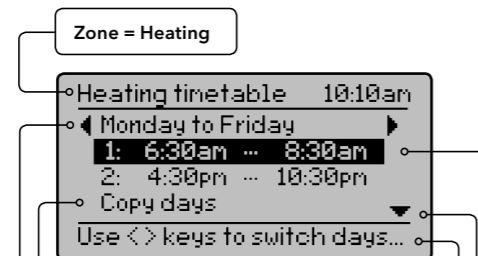 Zone = Heating
Heating timetable 10:10am
Monday to Friday
1: 6:30am ... 8:30am
2: 4:30pm ... 10:30pm
Copy days
Use <> keys to switch days...